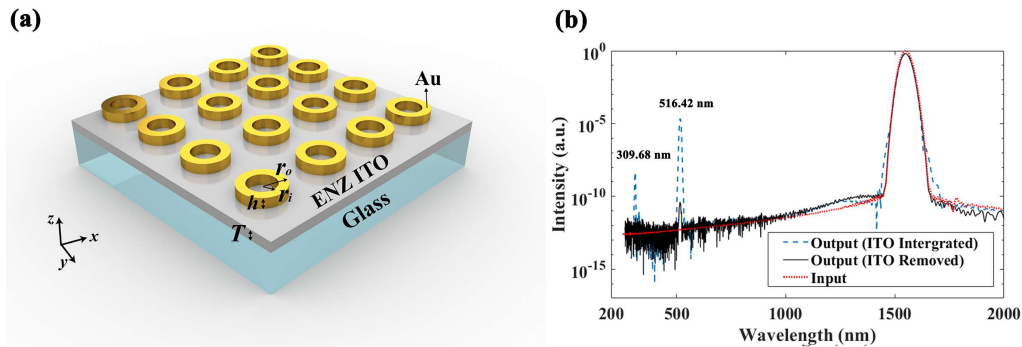 (a)
Au
r_o
r_i
h
ENZ ITO
Glass
T
z
x
y
(b)
10^0
10^-5
10^-10
10^-15
Intensity (a.u.)
516.42 nm
309.68 nm
Output (ITO Intergrated)
Output (ITO Removed)
Input
200
500
1000
1500
2000
Wavelength (nm)